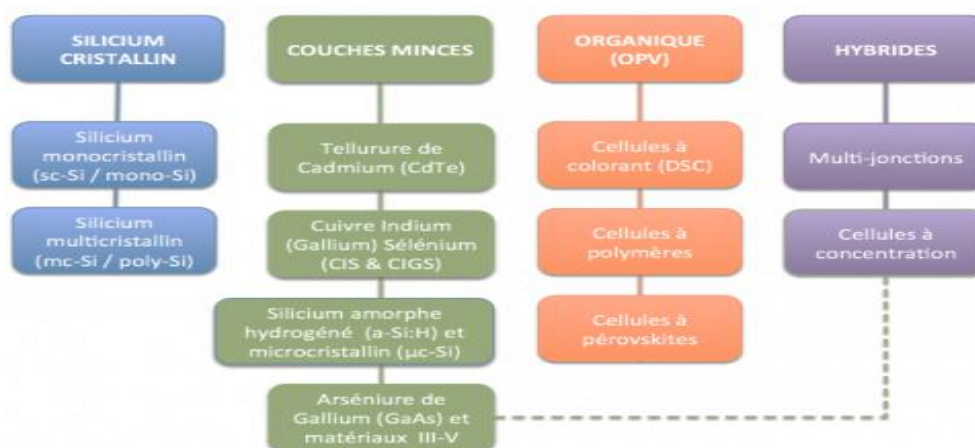 SILICIUM
CRISTALLIN
Silicium
monocristallin
(sc-Si / mono-Si)
Silicium
multicristallin
(mc-Si / poly-Si)
COUCHES MINCES
Tellurure de
Cadmium (CdTe)
Cuivre Indium
(Gallium) Sélénium
(CIS & CIGS)
Silicium amorphe
hydrogéné (a-Si:H) et
microcristallin (μc-Si)
Arséniure de
Gallium (GaAs) et
matériaux III-V
ORGANIQUE
(OPV)
Cellules à
colorant (DSC)
Cellules à
polymères
Cellules à
pérovskites
HYBRIDES
Multi-jonctions
Cellules à
concentration